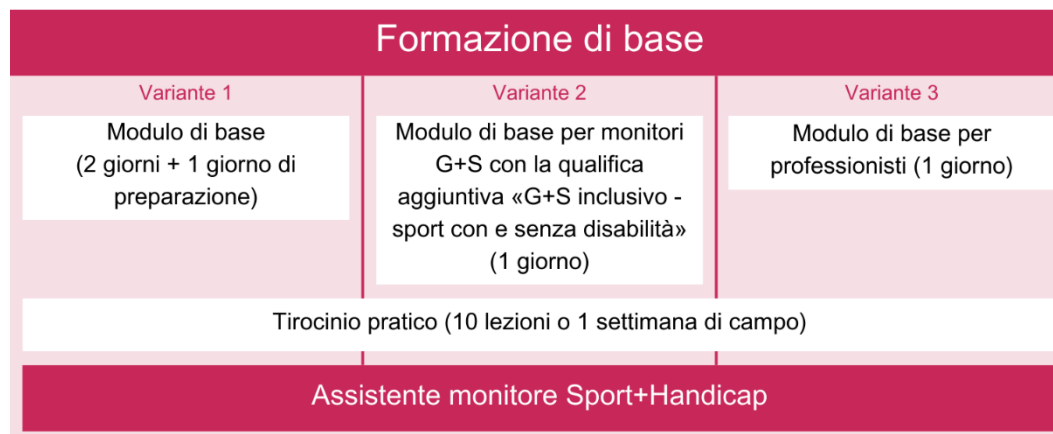 Formazione di base
Variante 1
Modulo di base
(2 giorni + 1 giorno di
preparazione)
Variante 2
Modulo di base per monitori
G+S con la qualifica
aggiuntiva «G+S inclusivo -
sport con e senza disabilità»
(1 giorno)
Variante 3
Modulo di base per
professionisti (1 giorno)
Tirocinio pratico (10 lezioni o 1 settimana di campo)
Assistente monitore Sport+Handicap